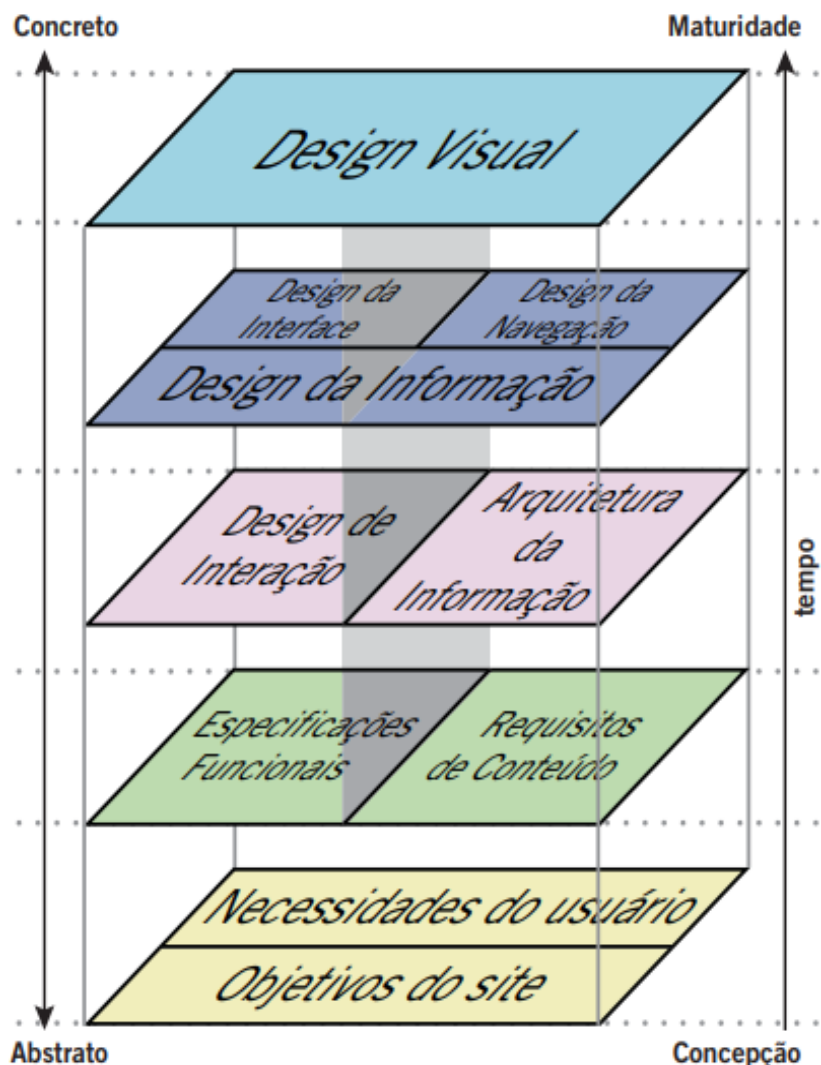 Concreto
Maturidade
Design Visual
Design da
Interface
Design da
Navegação
Design da Informação
Design de
Interação
Arquitetura
da
Informação
tempo
Especificações
Funcionais
Requisitos
de Conteúdo
Necessidades do usuário
Objetivos do site
Abstrato
Concepção